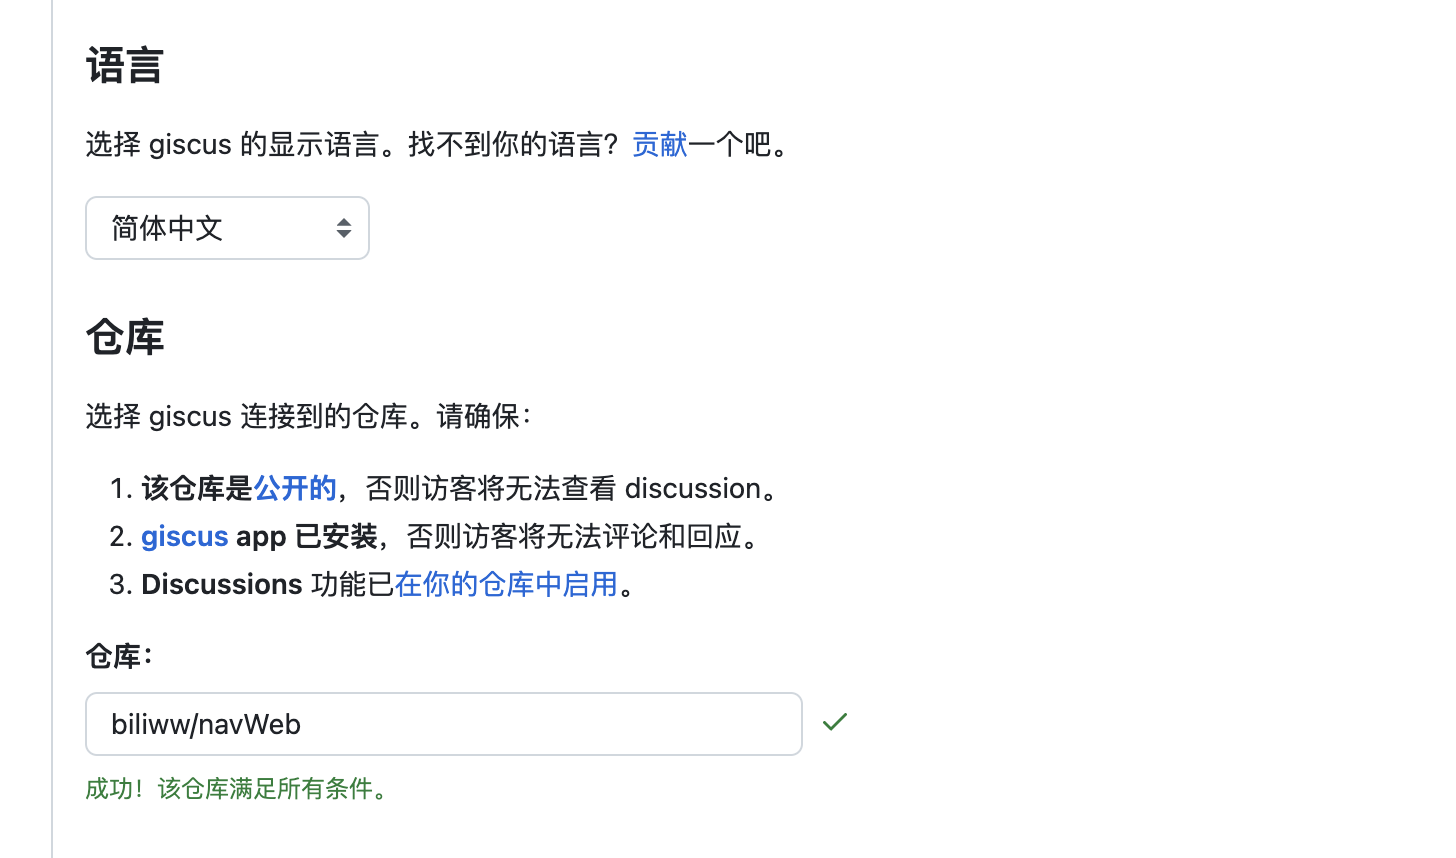 语言
选择 giscus 的显示语言。找不到你的语言？贡献一个吧。
简体中文
仓库
选择 giscus 连接到的仓库。请确保：
1. 该仓库是公开的，否则访客将无法查看 discussion。
2. giscus app 已安装，否则访客将无法评论和回应。
3. Discussions 功能已在你的仓库中启用。
仓库：
biliww/navWeb
成功！该仓库满足所有条件。